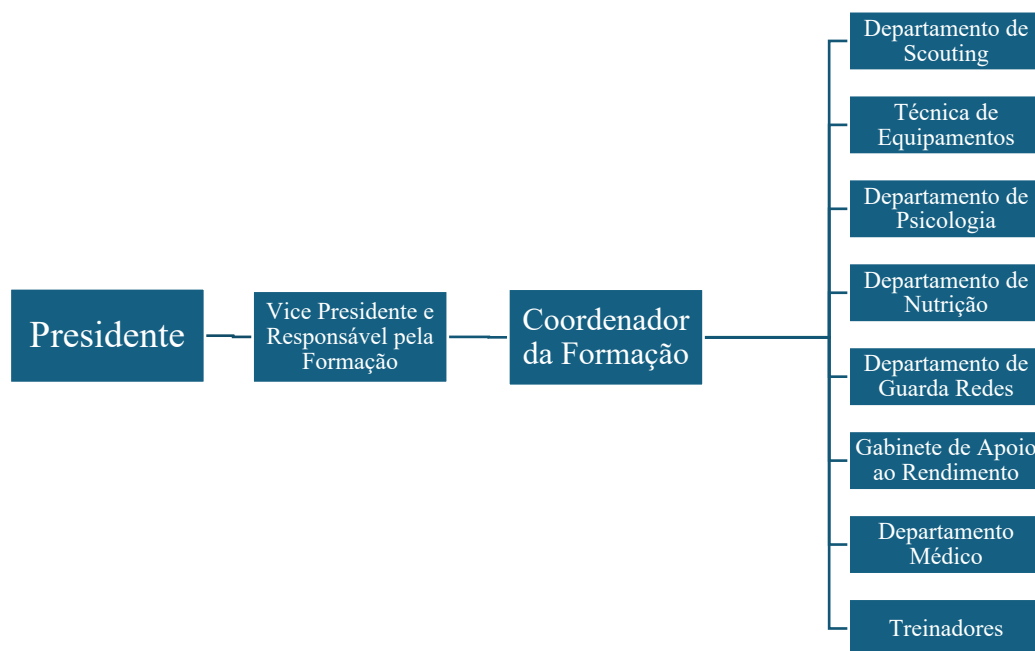 Presidente
Vice Presidente e
Responsável pela
Formação
Coordenador
da Formação
Departamento de
Scouting
Técnica de
Equipamentos
Departamento de
Psicologia
Departamento de
Nutrição
Departamento de
Guarda Redes
Gabinete de Apoio
ao Rendimento
Departamento
Médico
Treinadores